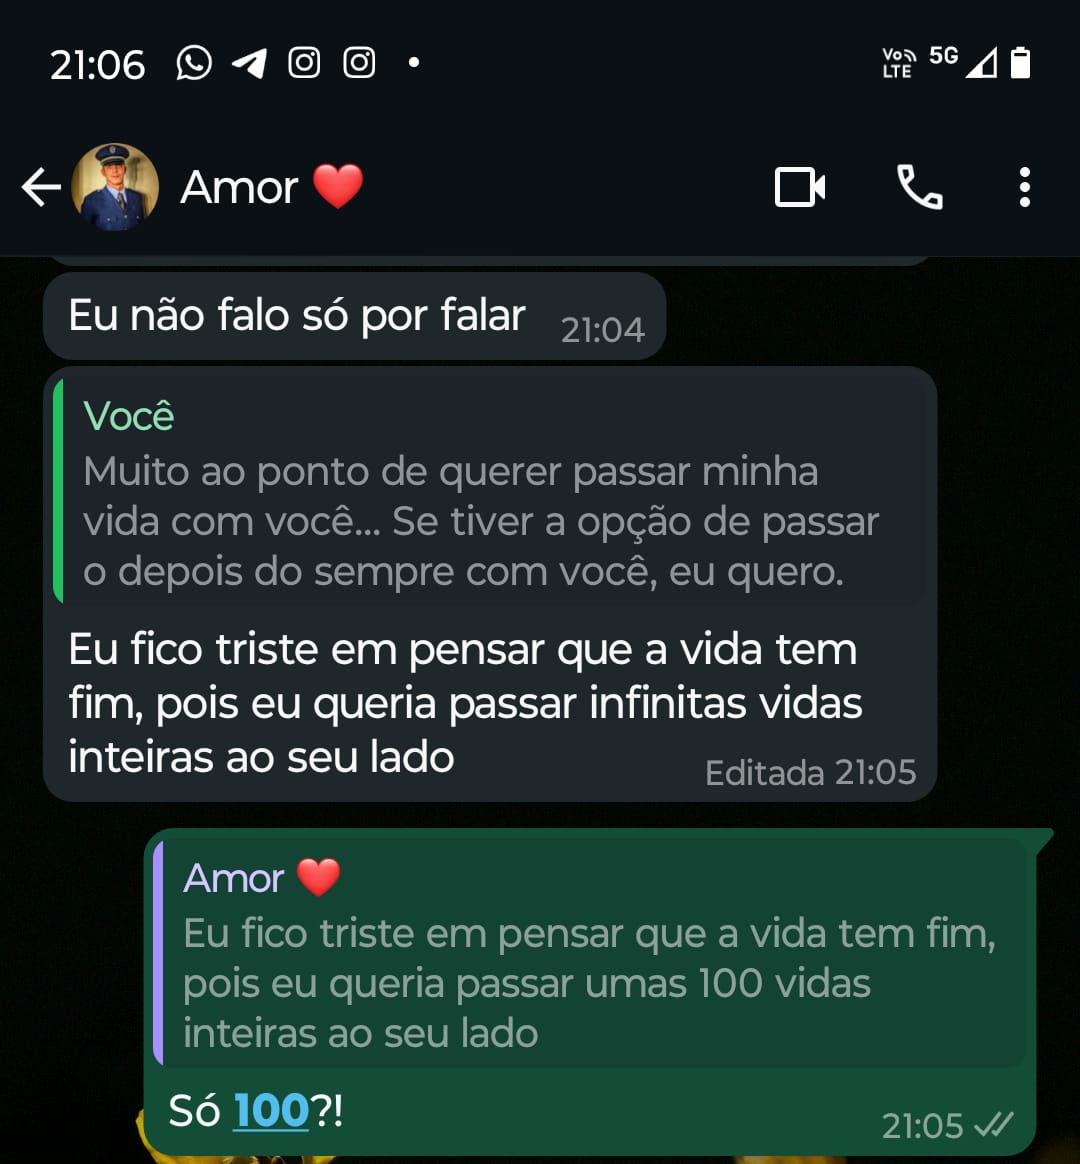 21:06
Vo))
LTE
5G
Amor ❤️
Eu não falo só por falar
21:04
Você
Muito ao ponto de querer passar minha
vida com você... Se tiver a opção de passar
o depois do sempre com você, eu quero.
Eu fico triste em pensar que a vida tem
fim, pois eu queria passar infinitas vidas
inteiras ao seu lado
Editada 21:05
Amor ❤️
Eu fico triste em pensar que a vida tem fim,
pois eu queria passar umas 100 vidas
inteiras ao seu lado
Só 100?!
21:05